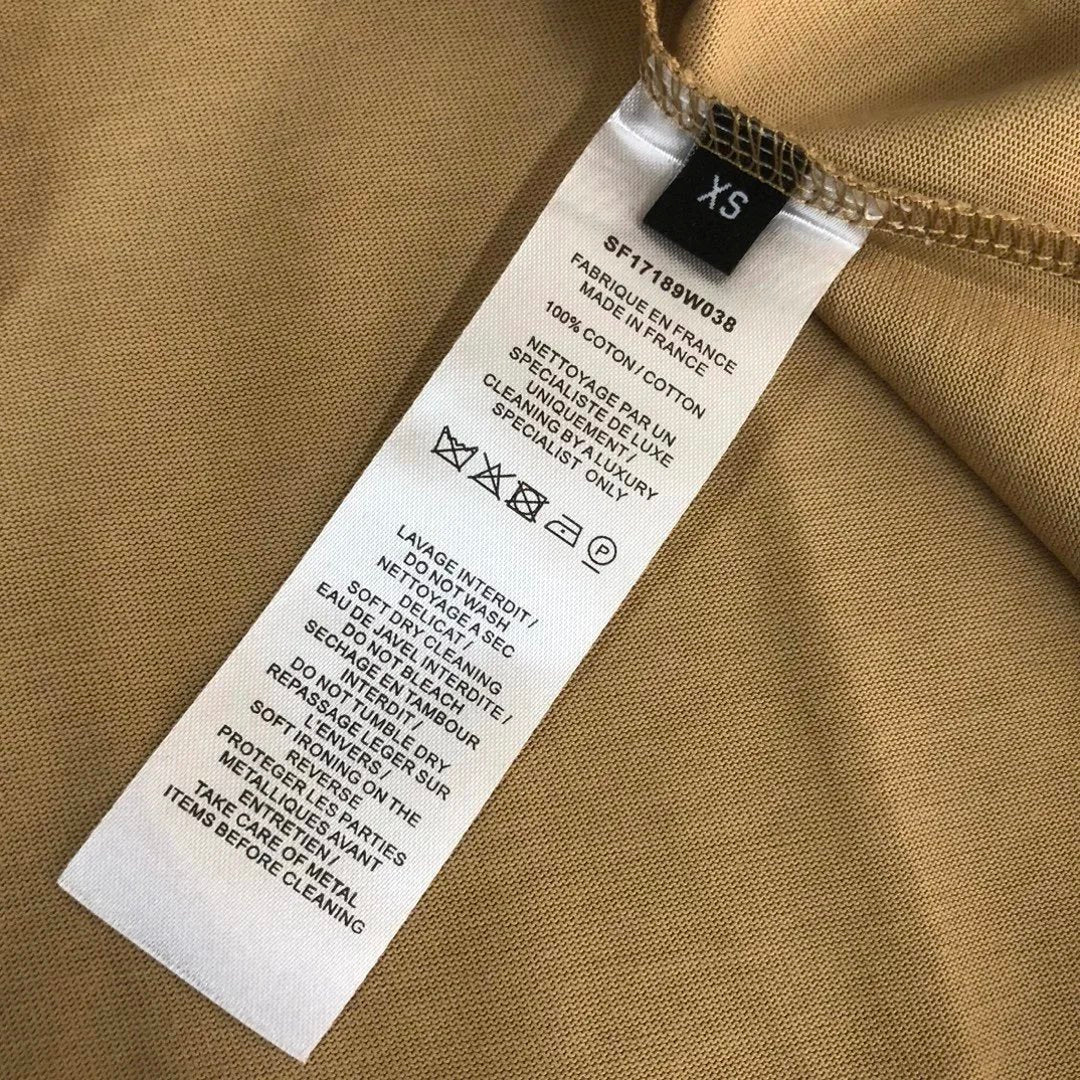 XS
SF17189W038
FABRIQUE EN FRANCE
MADE IN FRANCE
100% COTON / COTTON
NETTOYAGE PAR UN
SPECIALISTE DE LUXE
UNIQUEMENT /
CLEANING BY A LUXURY
SPECIALIST ONLY
P
LAVAGE INTERDIT /
DO NOT WASH
NETTOYAGE A SEC
DELICAT /
SOFT DRY CLEANING
EAU DE JAVEL INTERDITE /
DO NOT BLEACH
SECHAGE EN TAMBOUR
INTERDIT /
DO NOT TUMBLE DRY
REPASSAGE LEGER SUR
L'ENVERS /
SOFT IRONING ON THE
REVERSE
PROTEGER LES PARTIES
METALLIQUES AVANT
ENTRETIEN /
TAKE CARE OF METAL
ITEMS BEFORE CLEANING